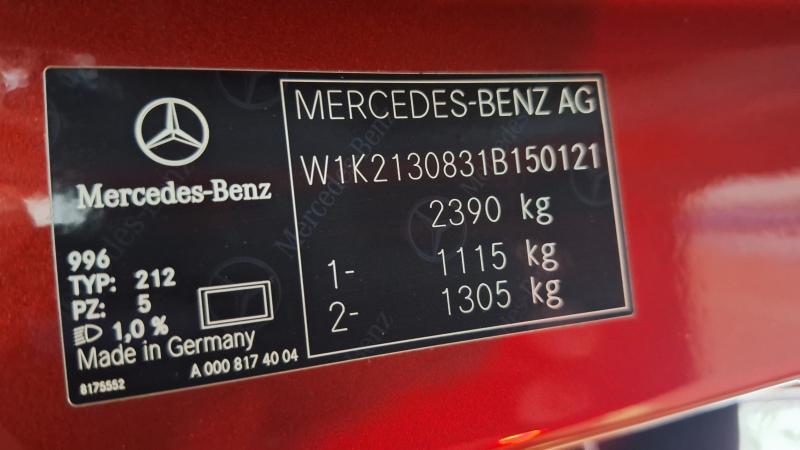 Mercedes-Benz
996
TYP: 212
PZ: 5
1,0 %
Made in Germany
8175552
A 000 817 40 04
MERCEDES-BENZ AG
W1K2130831B150121
2390 kg
1- 1115 kg
2- 1305 kg